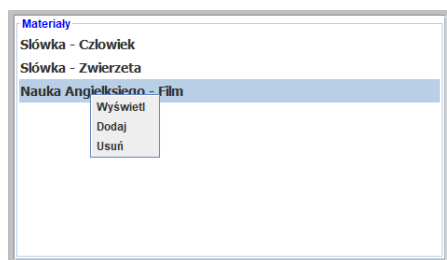 Materiały
Słówka - Czlowiek
Słówka - Zwierzeta
Nauka Angielksiego - Film
Wyświetl
Dodaj
Usuń